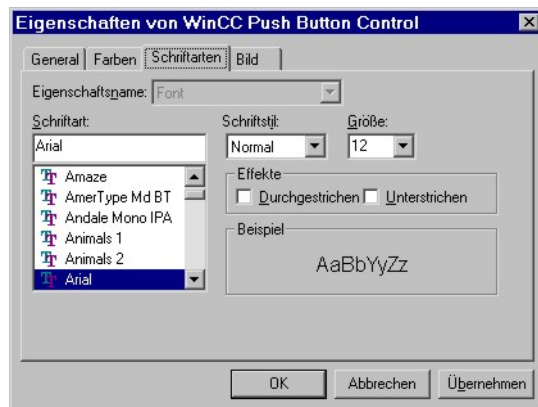 Eigenschaften von WinCC Push Button Control
General Farben Schriftarten Bild
Eigenschaftsname: Font
Schriftart: Schriftstil: Größe:
Arial Normal 12
Amaze
AmerType Md BT
Andale Mono IPA
Animals 1
Animals 2
Arial
Effekte
Durchgestrichen Unterstrichen
Beispiel
AaBbYyZz
OK Abbrechen Übernehmen